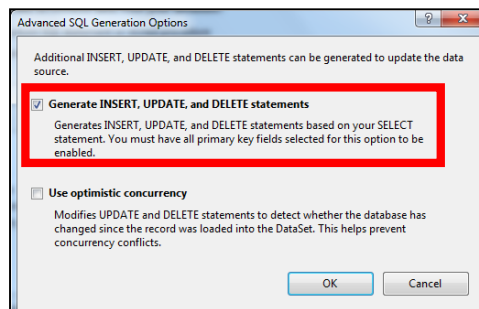 Advanced SQL Generation Options
Additional INSERT, UPDATE, and DELETE statements can be generated to update the data
source.
Generate INSERT, UPDATE, and DELETE statements
Generates INSERT, UPDATE, and DELETE statements based on your SELECT
statement. You must have all primary key fields selected for this option to be
enabled.
Use optimistic concurrency
Modifies UPDATE and DELETE statements to detect whether the database has
changed since the record was loaded into the DataSet. This helps prevent
concurrency conflicts.
OK Cancel